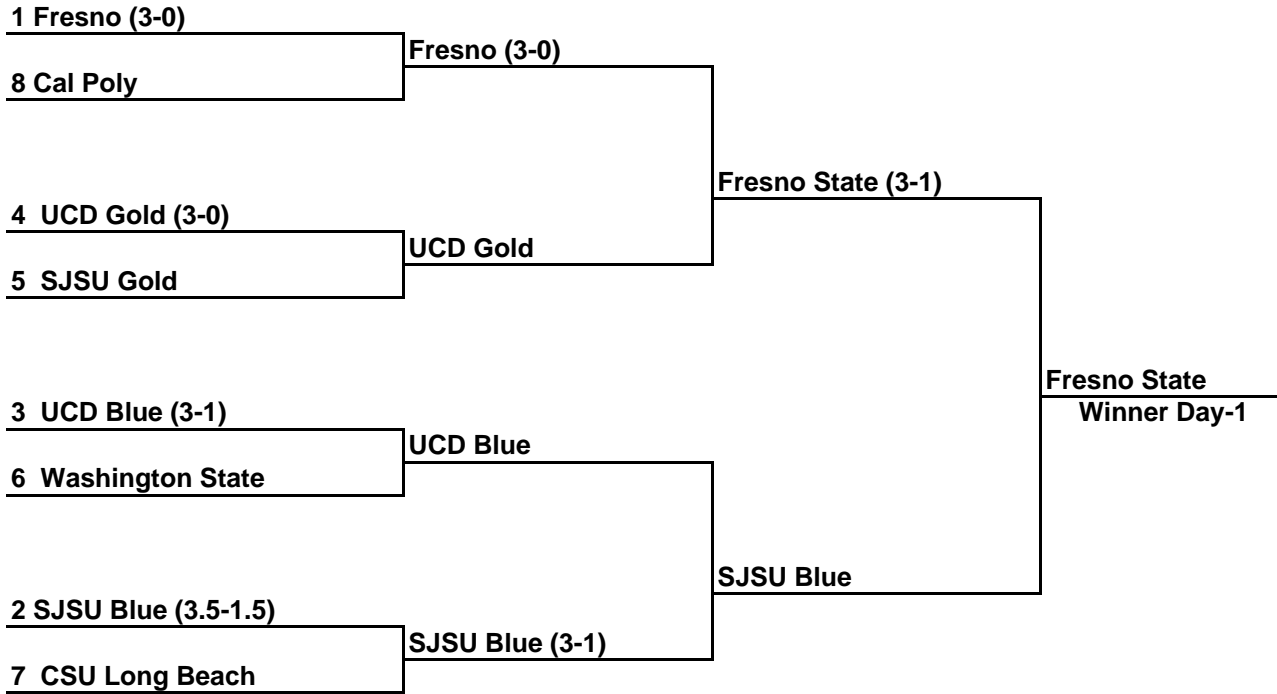 1 Fresno (3-0)
Fresno (3-0)
8 Cal Poly
Fresno State (3-1)
4 UCD Gold (3-0)
UCD Gold
5 SJSU Gold
Fresno State
Winner Day-1
3 UCD Blue (3-1)
UCD Blue
6 Washington State
SJSU Blue
2 SJSU Blue (3.5-1.5)
SJSU Blue (3-1)
7 CSU Long Beach